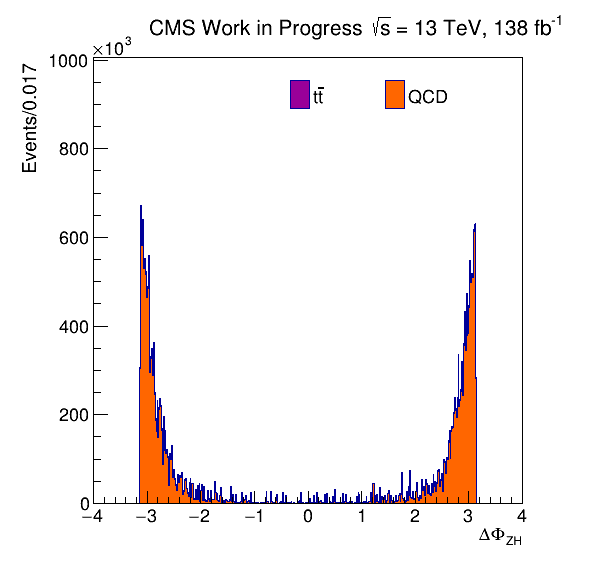 CMS Work in Progress √s = 13 TeV, 138 fb⁻¹
×10³
Events/0.017
tt̄
QCD
1000
800
600
400
200
0
−4 −3 −2 −1 0 1 2 3 4
ΔΦ_ZH